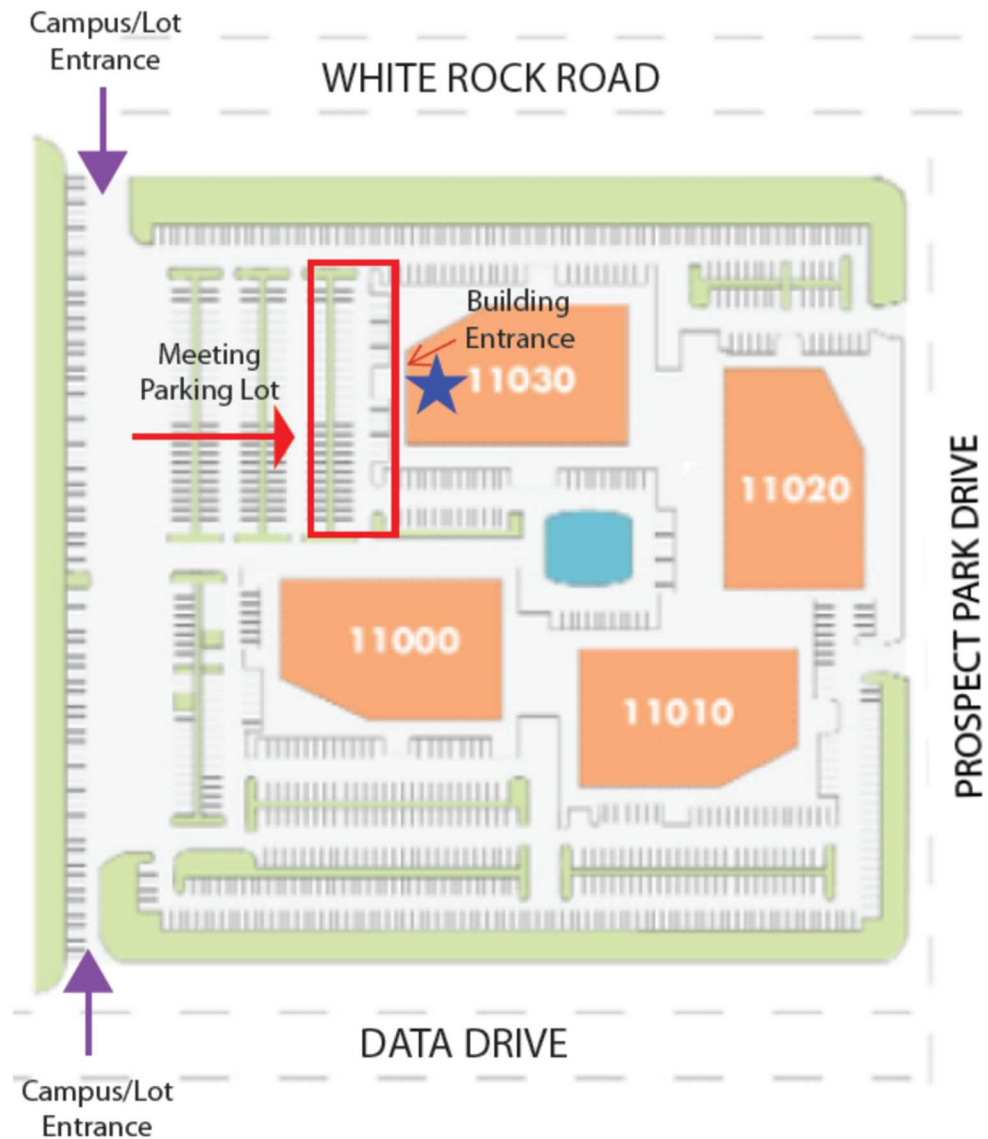 Campus/Lot
Entrance
WHITE ROCK ROAD
Building
Entrance
Meeting
Parking Lot
11030
11020
PROSPECT PARK DRIVE
11000
11010
DATA DRIVE
Campus/Lot
Entrance